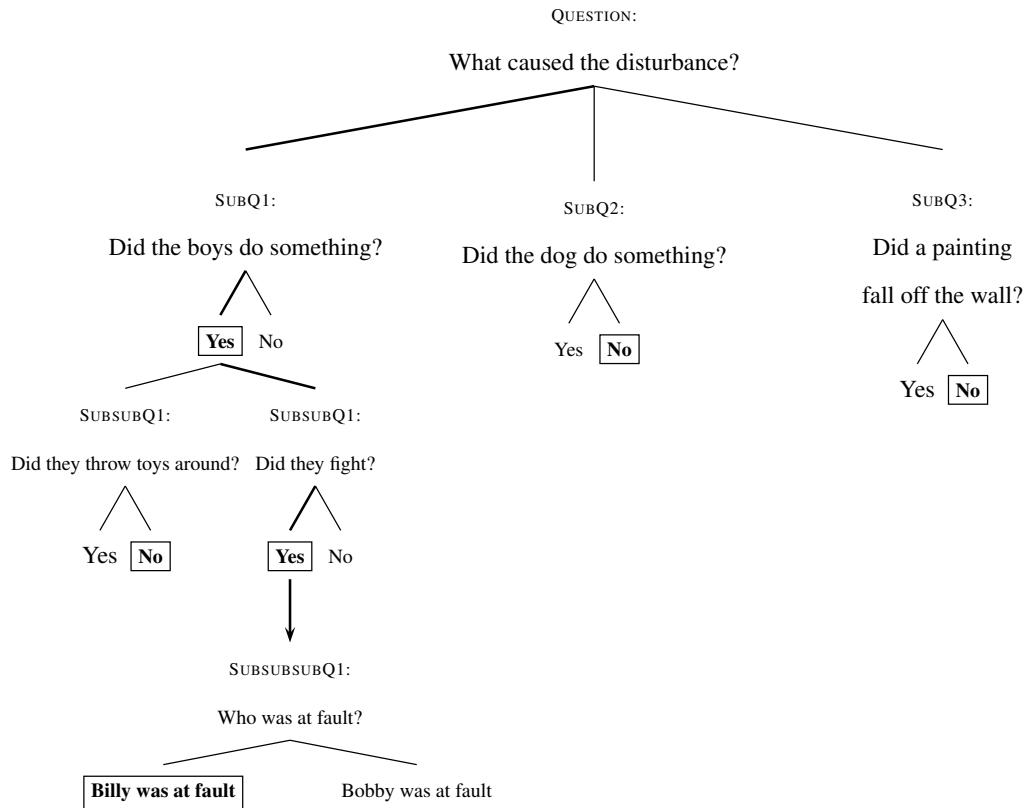 QUESTION:
What caused the disturbance?
SUBQ1:
Did the boys do something?
Yes No
SUBQ2:
Did the dog do something?
Yes No
SUBQ3:
Did a painting
fall off the wall?
Yes No
SUBSUBQ1:
Did they throw toys around?
Yes No
SUBSUBQ1:
Did they fight?
Yes No
SUBSUBSUBQ1:
Who was at fault?
Billy was at fault Bobby was at fault